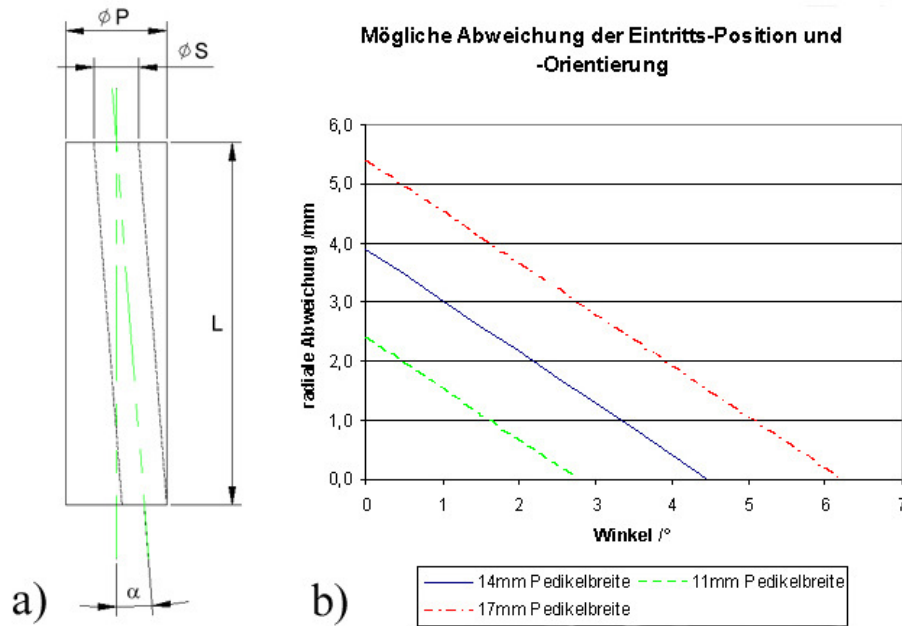 ϕP
ϕS
L
α
a)
Mögliche Abweichung der Eintritts-Position und
-Orientierung
radiale Abweichung /mm
6,0
5,0
4,0
3,0
2,0
1,0
0,0
0 1 2 3 4 5 6 7
Winkel /°
14mm Pedikelbreite 11mm Pedikelbreite
17mm Pedikelbreite
b)